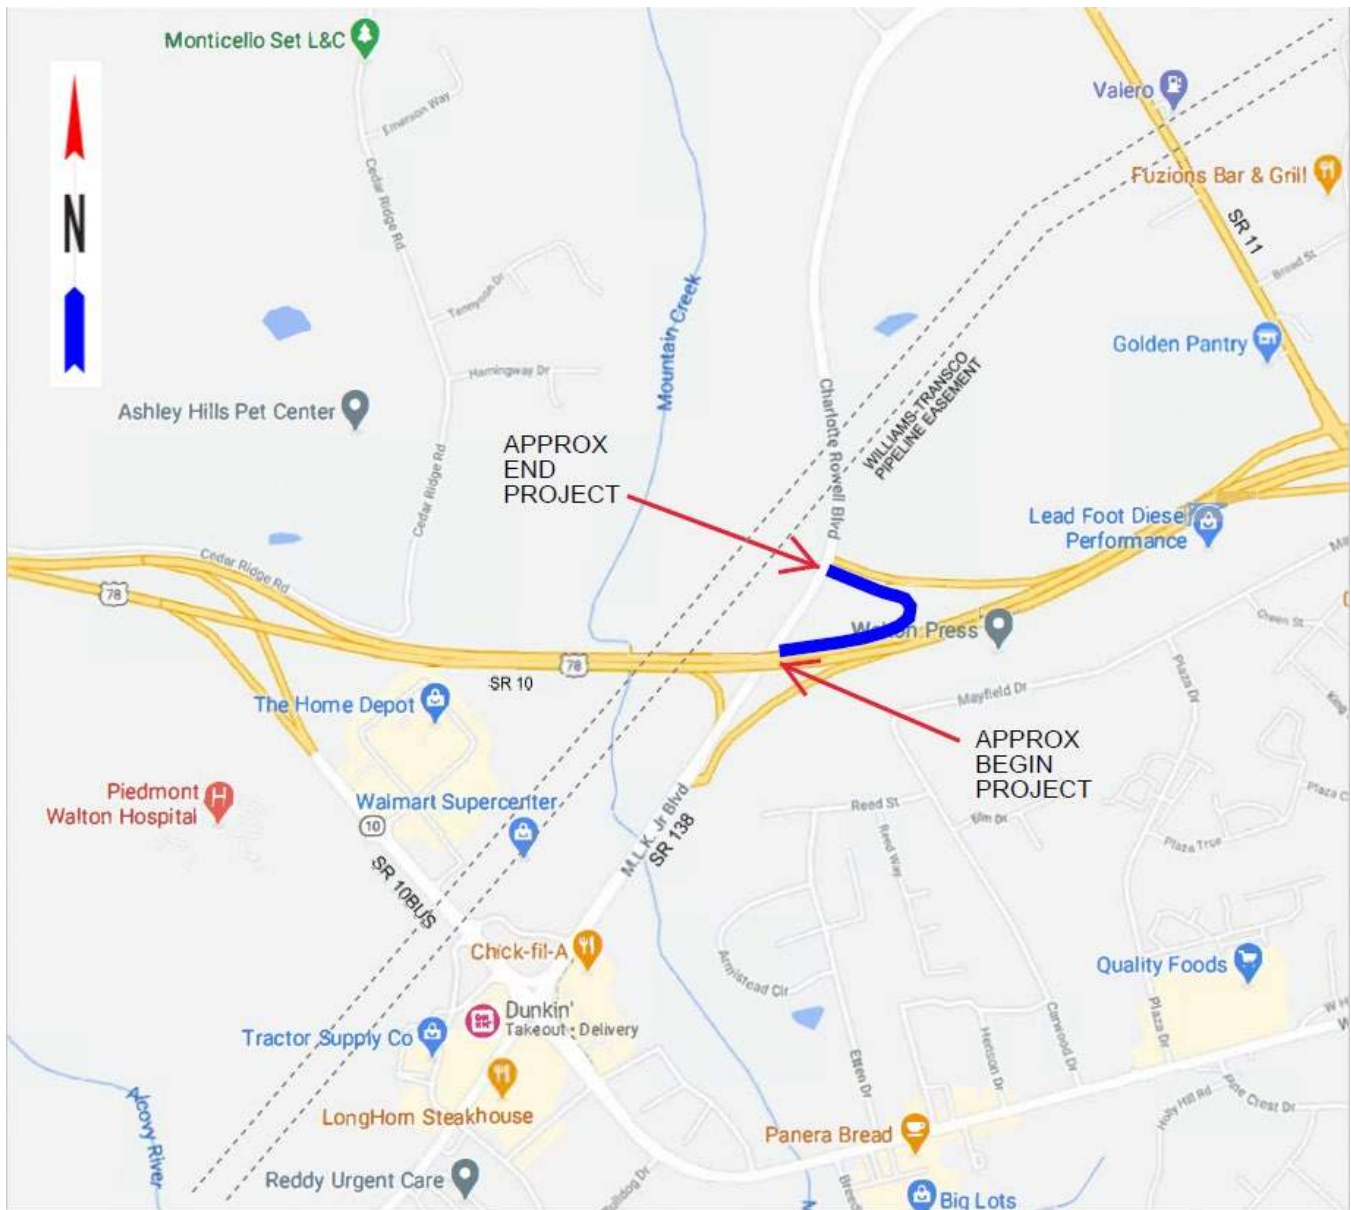 Monticello Set L&C
Emerson Way
Valero
Cedar Ridge Rd
Fuzions Bar & Grill
N
SR 11
Broad St
Tennyson Dr
Mountain Creek
Golden Pantry
Hamingway Dr
WILLIAMS-TRANSCO
PIPELINE EASEMENT
Charlotte Rowell Blvd
Ashley Hills Pet Center
APPROX
END
PROJECT
Cedar Ridge Rd
Lead Foot Diesel
Performance
Cedar Ridge Rd
78
Walton Press
Green St
78
SR 10
Plaza Dr
Mayfield Dr
The Home Depot
APPROX
BEGIN
PROJECT
Piedmont
Walton Hospital
Walmart Supercenter
M.L.K. Jr Blvd
SR 138
Reed St
Elm Dr
Reed Way
Plaza Trce
10
SR 10BUS
Chick-fil-A
Armistead Cir
Quality Foods
Dunkin'
Takeout · Delivery
Tractor Supply Co
Etten Dr
Henson Dr
Carwood Dr
Plaza Dr
LongHorn Steakhouse
Holly Hill Rd
Pine Crest Dr
Alcovy River
Panera Bread
Reddy Urgent Care
Big Lots